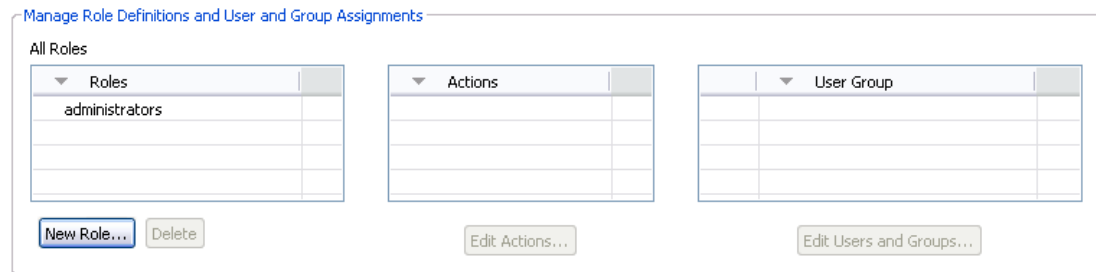 Manage Role Definitions and User and Group Assignments
All Roles
Roles
Actions
User Group
administrators
New Role...
Delete
Edit Actions...
Edit Users and Groups...